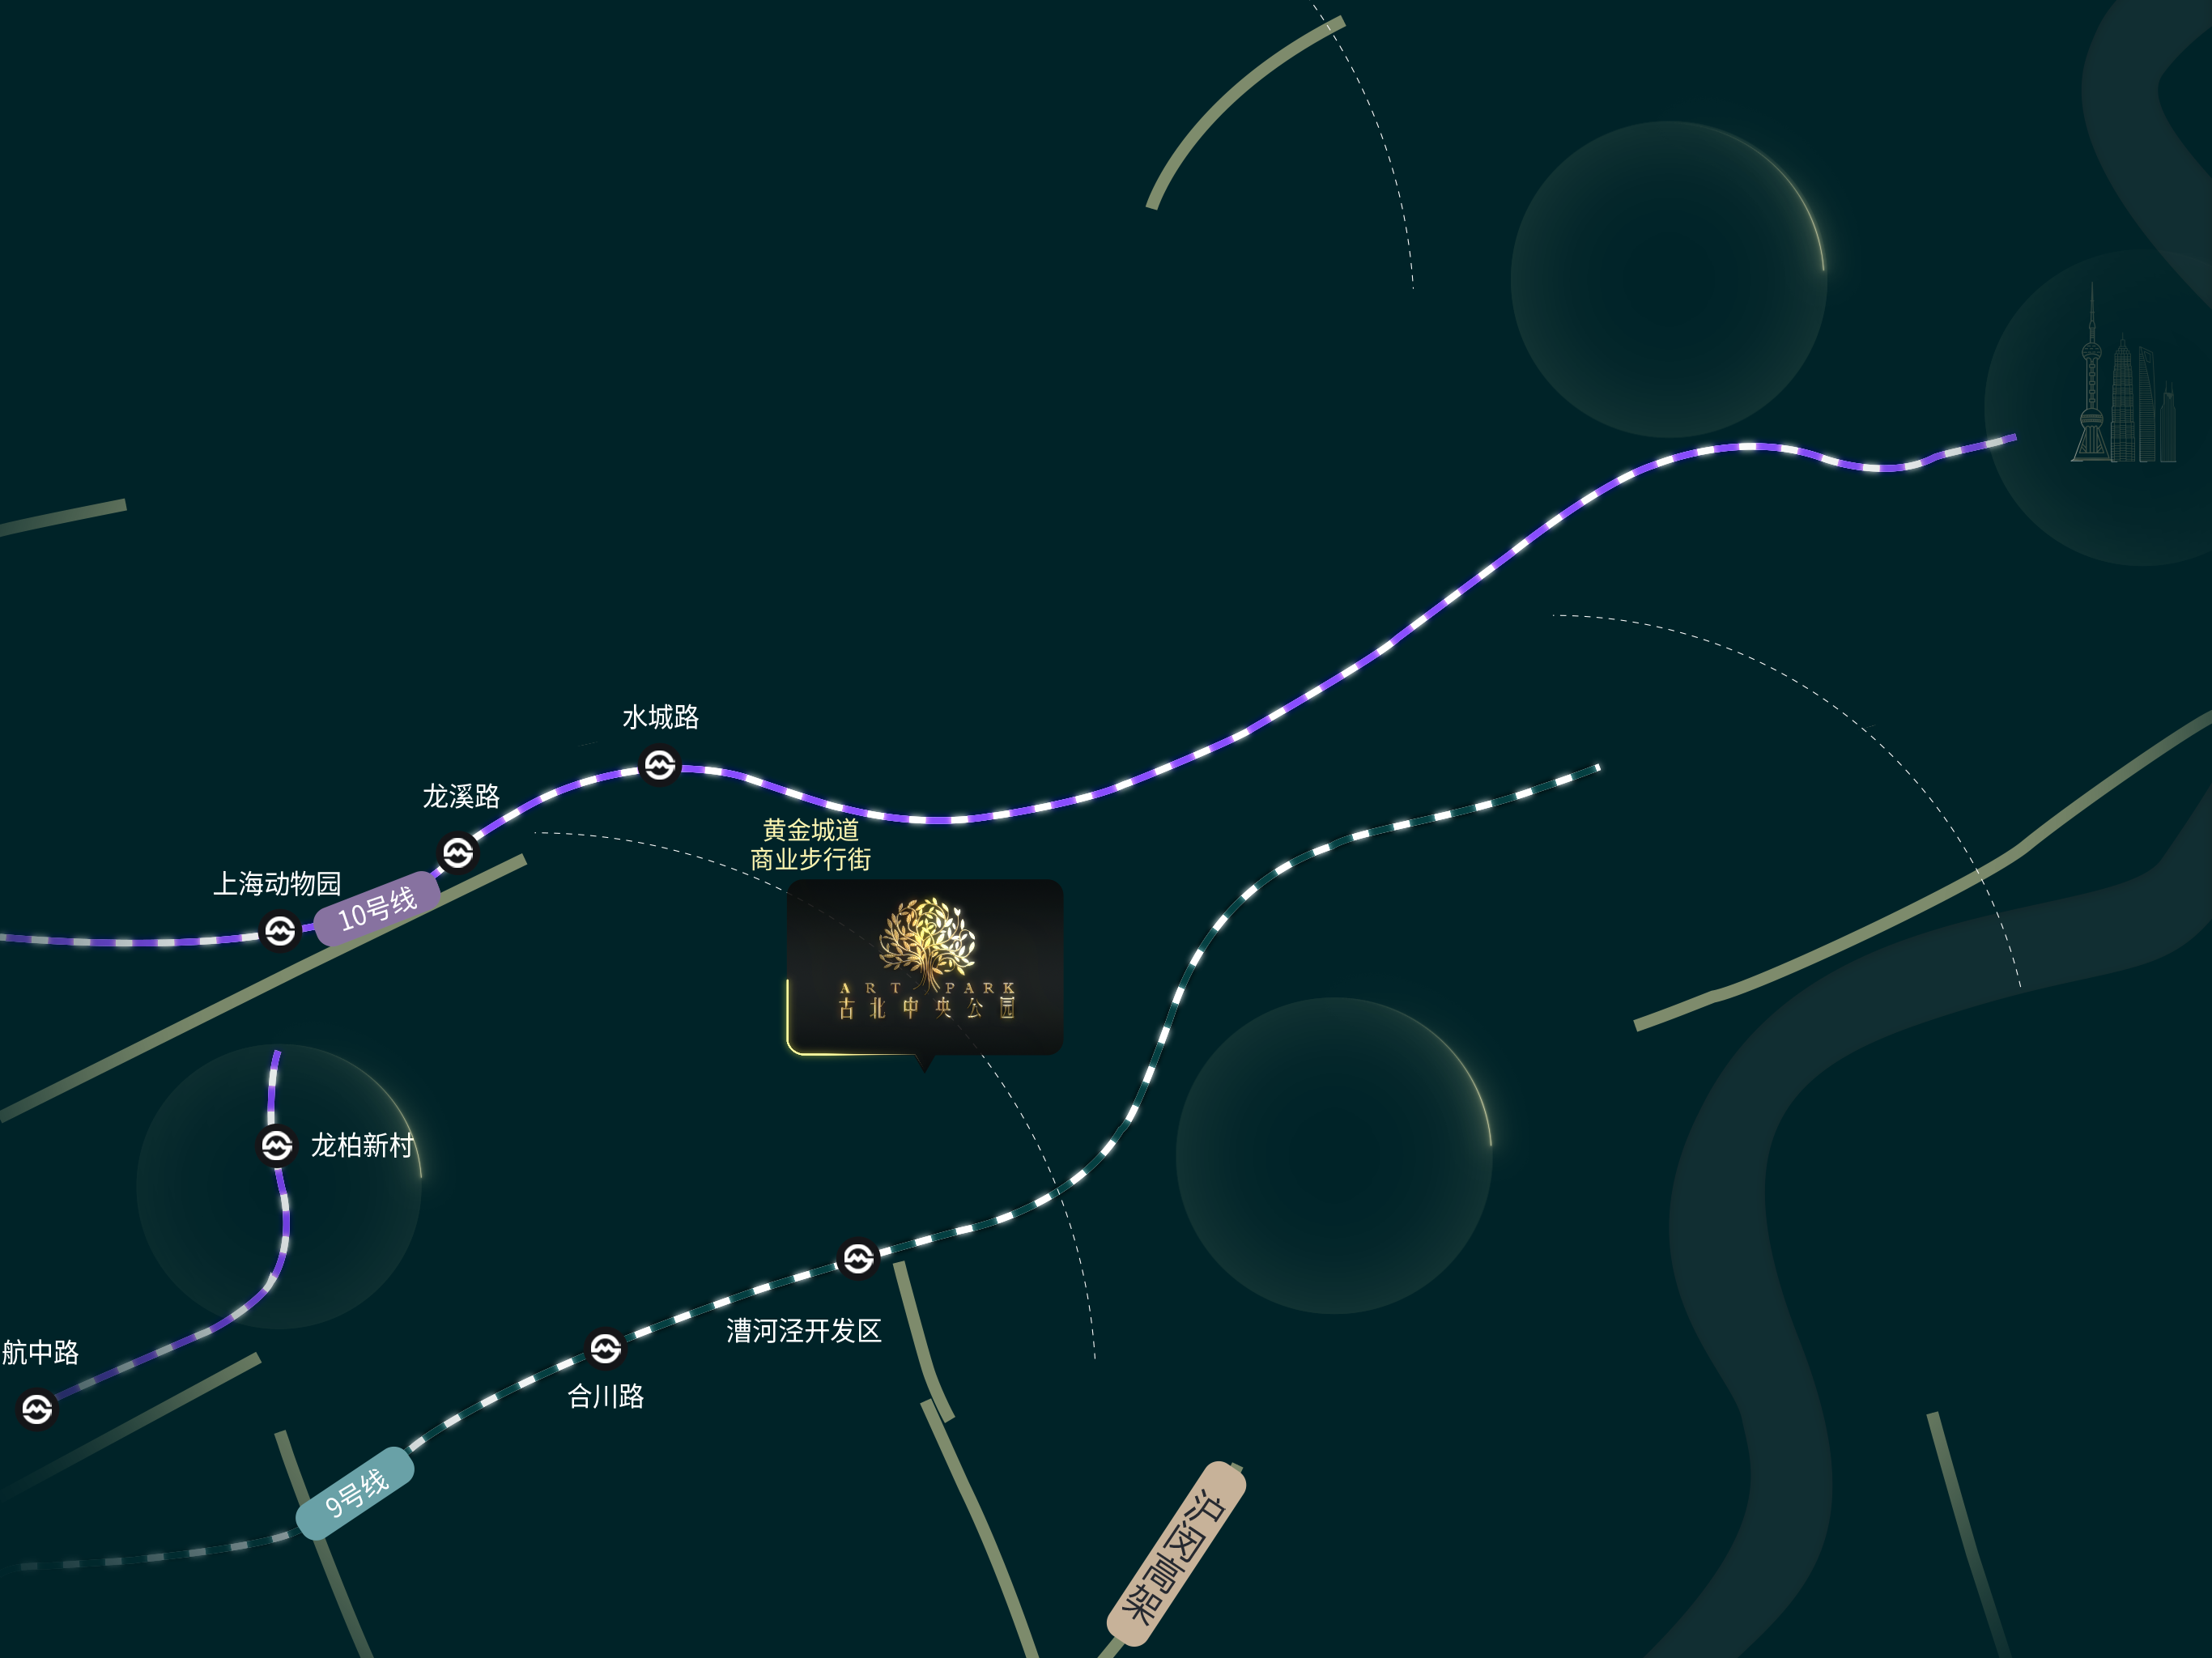 水城路
龙溪路
黄金城道
商业步行街
上海动物园
10号线
ART PARK
古北中央公园
龙柏新村
漕河泾开发区
航中路
合川路
9号线
沪闵高架